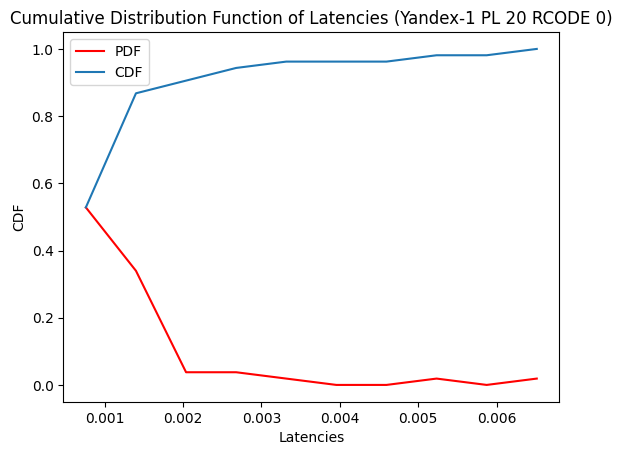 Cumulative Distribution Function of Latencies (Yandex-1 PL 20 RCODE 0)
PDF
CDF
1.0
0.8
0.6
0.4
0.2
0.0
CDF
0.001 0.002 0.003 0.004 0.005 0.006
Latencies